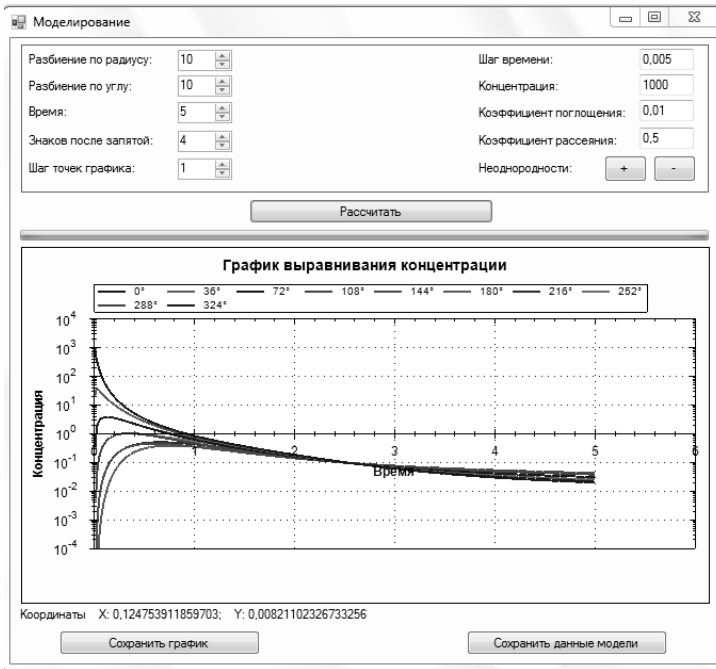 Моделирование
Разбиение по радиусу: 10
Шаг времени: 0,005
Разбиение по углу: 10
Концентрация: 1000
Время: 5
Коэффициент поглощения: 0,01
Знаков после запятой: 4
Коэффициент рассеяния: 0,5
Шаг точек графика: 1
Неоднородности: + -
Рассчитать
График выравнивания концентрации
0° 36° 72° 108° 144° 180° 216° 252°
288° 324°
10^4
10^3
10^2
10^1
10^0
0 1 2 3 4 5 6
10^-1
Время
10^-2
10^-3
10^-4
Концентрация
Координаты X: 0,124753911859703; Y: 0,00821102326733256
Сохранить график
Сохранить данные модели